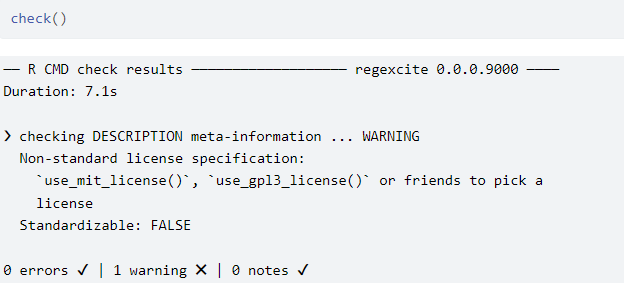 check()
── R CMD check results ─────────────────── regexcite 0.0.0.9000 ────
Duration: 7.1s
❯ checking DESCRIPTION meta-information ... WARNING
Non-standard license specification:
`use_mit_license()`, `use_gpl3_license()` or friends to pick a
license
Standardizable: FALSE
0 errors ✔ | 1 warning ✖ | 0 notes ✔